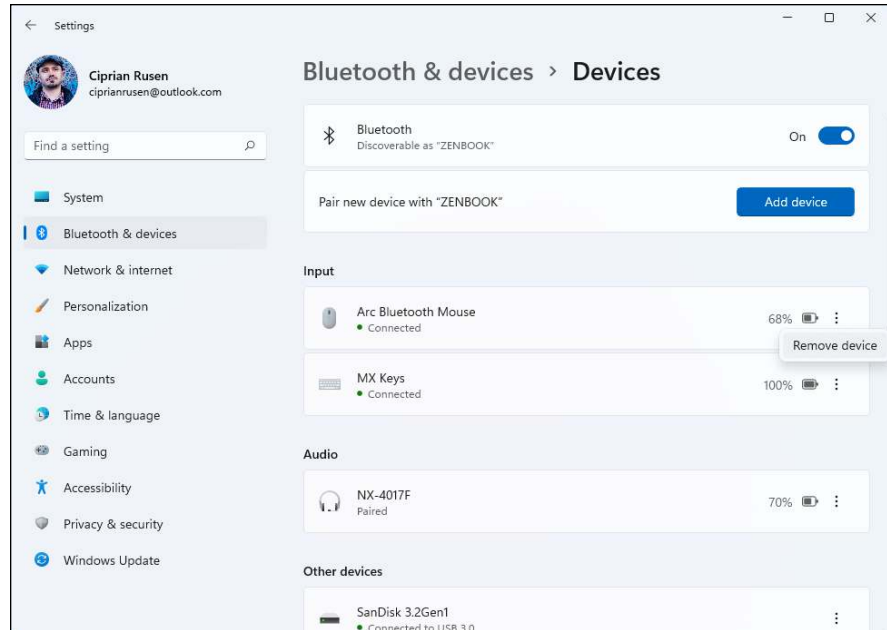 Settings
Ciprian Rusen
ciprianrusen@outlook.com
Find a setting
System
Bluetooth & devices
Network & internet
Personalization
Apps
Accounts
Time & language
Gaming
Accessibility
Privacy & security
Windows Update
Bluetooth & devices > Devices
Bluetooth
Discoverable as "ZENBOOK"
On
Pair new device with "ZENBOOK"
Add device
Input
Arc Bluetooth Mouse
Connected
68%
Remove device
MX Keys
Connected
100%
Audio
NX-4017F
Paired
70%
Other devices
SanDisk 3.2Gen1
Connected to USB 3.0